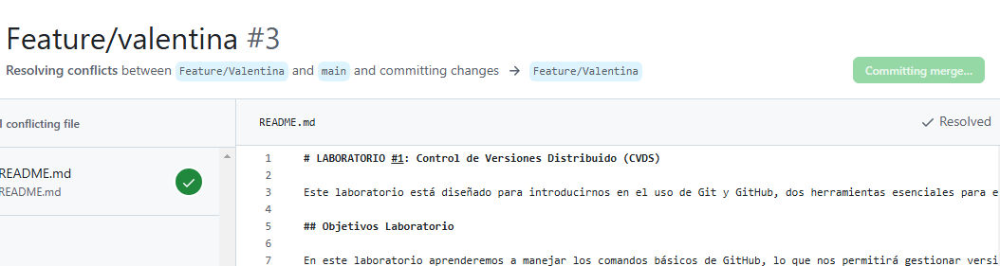 Feature/valentina #3
Resolving conflicts between Feature/Valentina and main and committing changes → Feature/Valentina
Committing merge...
1 conflicting file
README.md
Resolved
README.md
README.md
1 # LABORATORIO #1: Control de Versiones Distribuido (CVDS)
2
3 Este laboratorio está diseñado para introducirnos en el uso de Git y GitHub, dos herramientas esenciales para e
4
5 ## Objetivos Laboratorio
6
7 En este laboratorio aprenderemos a manejar los comandos básicos de GitHub, lo que nos permitirá gestionar versi